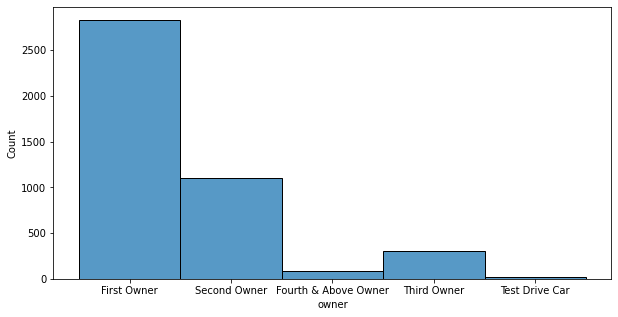 2500
2000
1500
1000
500
0
Count
First Owner Second Owner Fourth & Above Owner Third Owner Test Drive Car
owner